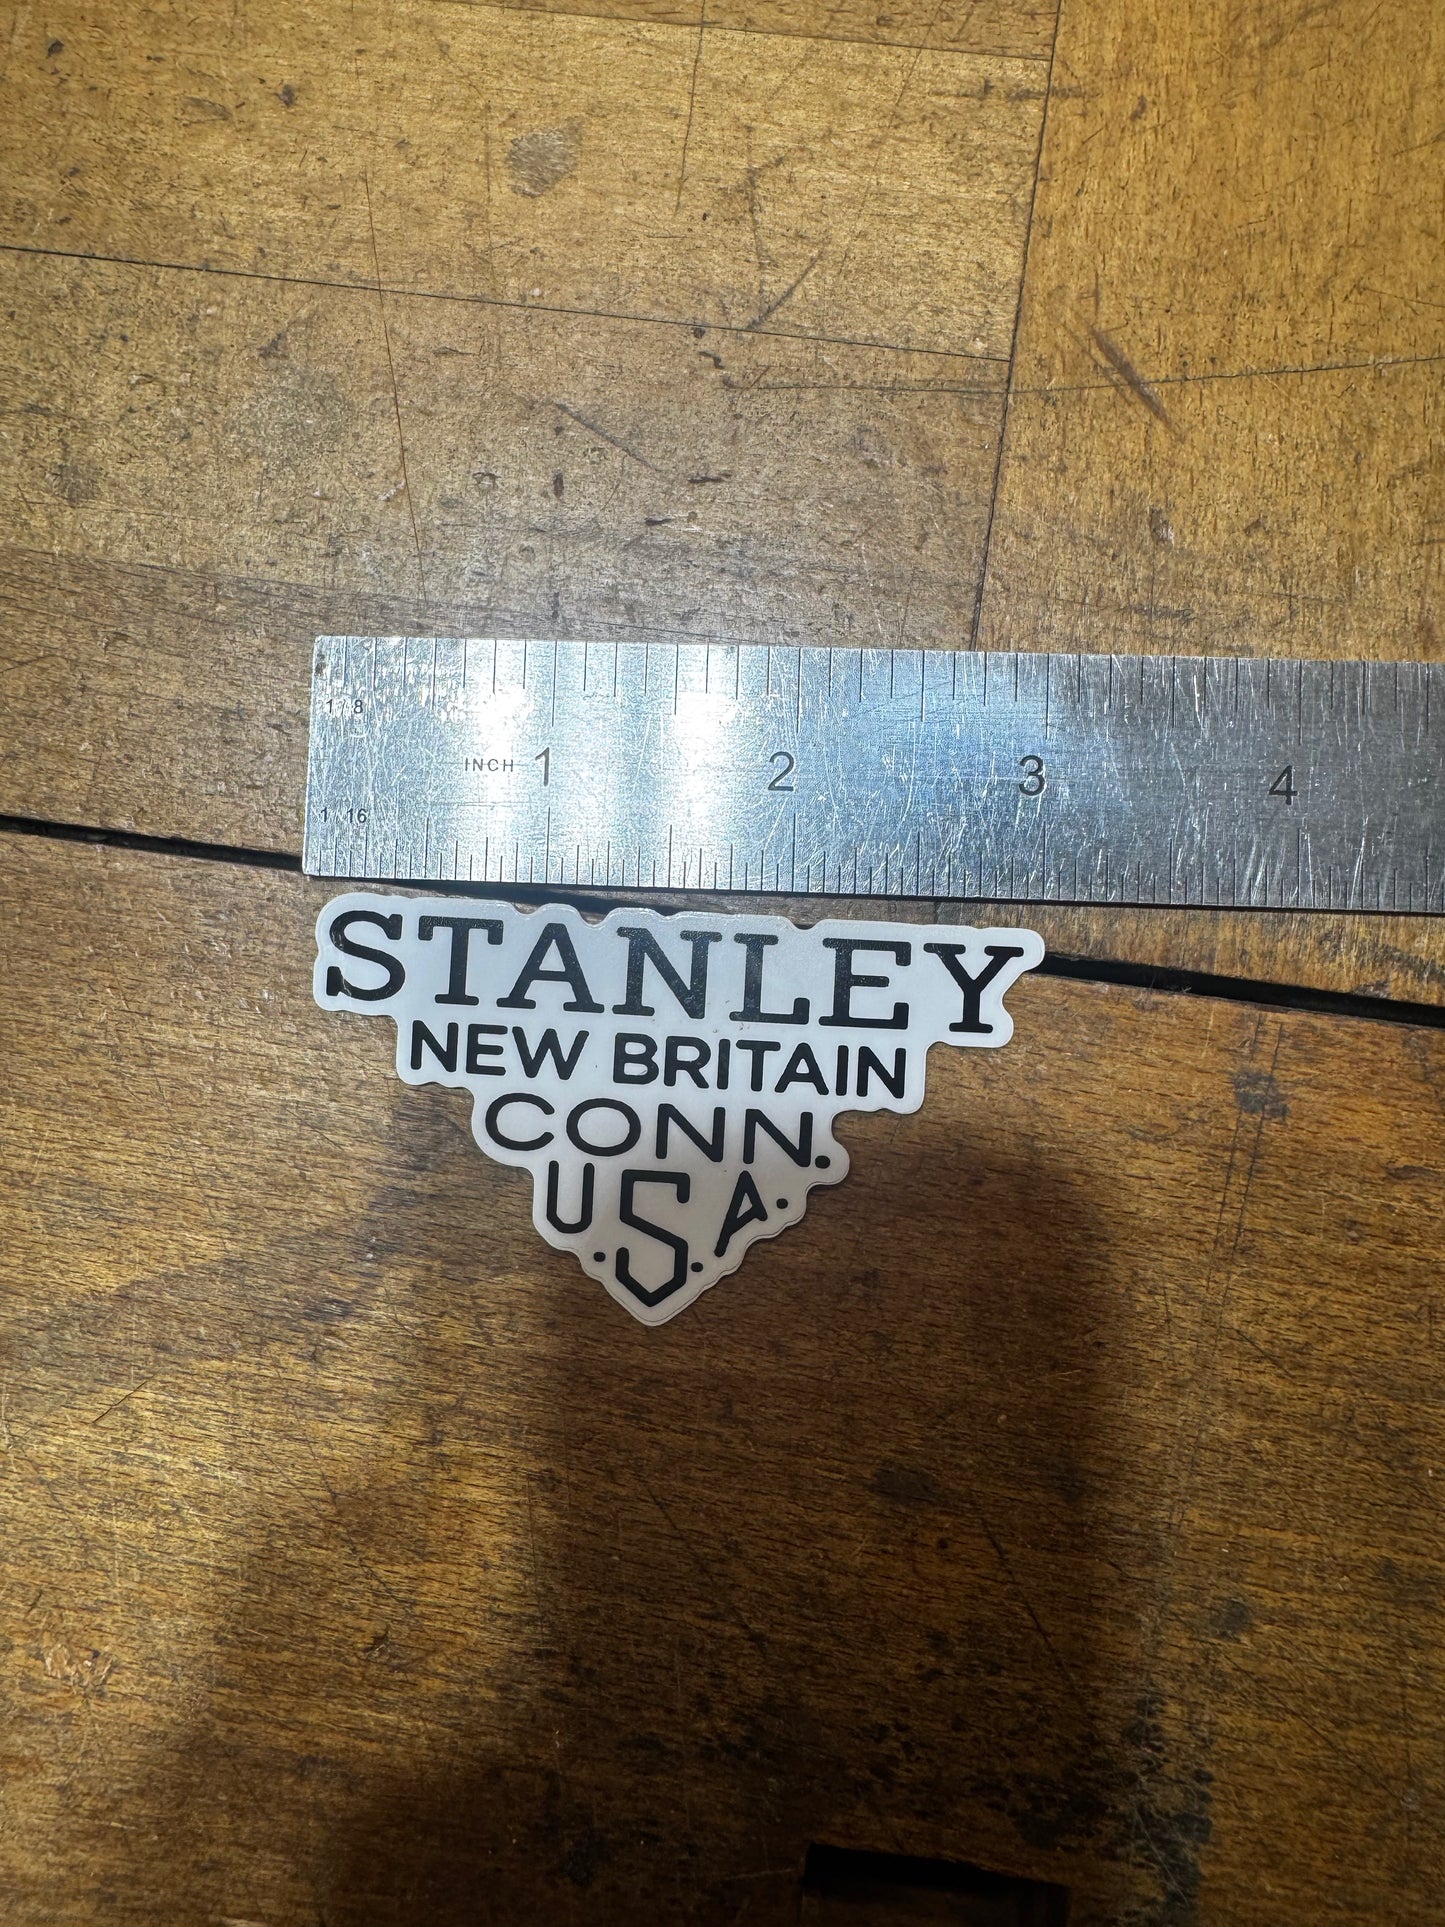 1/8
INCH 1 2 3 4
1/16
STANLEY
NEW BRITAIN
CONN.
U.S.A.